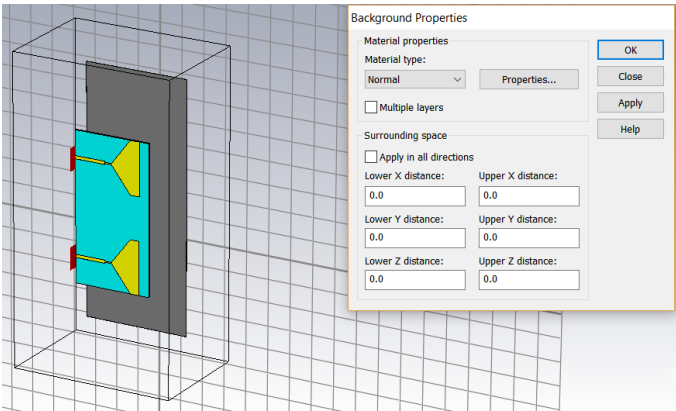 Background Properties
Material properties
Material type:
Normal
Properties...
Multiple layers
Surrounding space
Apply in all directions
Lower X distance: Upper X distance:
0.0 0.0
Lower Y distance: Upper Y distance:
0.0 0.0
Lower Z distance: Upper Z distance:
0.0 0.0
OK
Close
Apply
Help